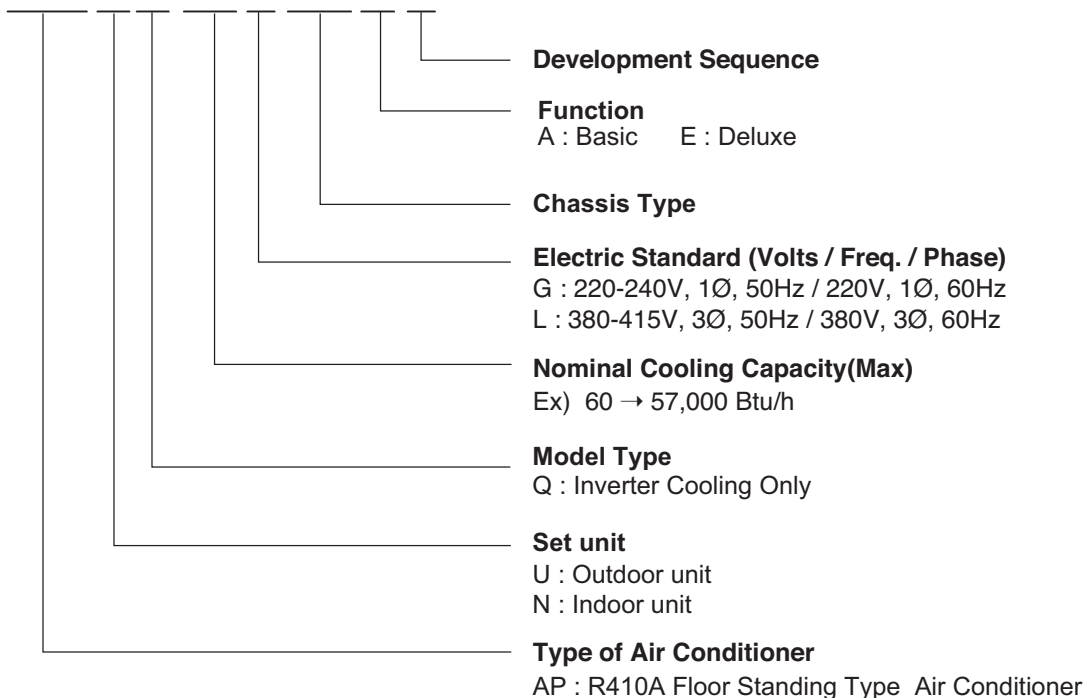 Development Sequence
Function
A : Basic E : Deluxe
Chassis Type
Electric Standard (Volts / Freq. / Phase)
G : 220-240V, 1Ø, 50Hz / 220V, 1Ø, 60Hz
L : 380-415V, 3Ø, 50Hz / 380V, 3Ø, 60Hz
Nominal Cooling Capacity(Max)
Ex) 60 → 57,000 Btu/h
Model Type
Q : Inverter Cooling Only
Set unit
U : Outdoor unit
N : Indoor unit
Type of Air Conditioner
AP : R410A Floor Standing Type Air Conditioner